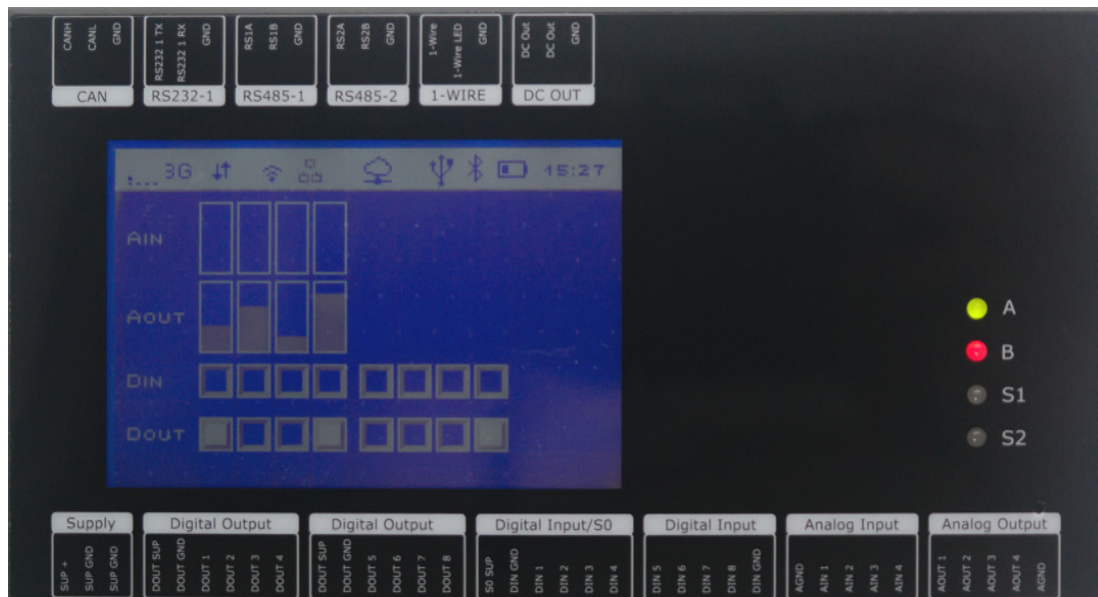 CANH CANL GND
RS232 1 TX RS232 1 RX GND
RS1A RS1B GND
RS2A RS2B GND
1-Wire 1-Wire LED GND
DC Out DC Out GND
CAN RS232-1 RS485-1 RS485-2 1-WIRE DC OUT
3G 15:27
AIN
AOUT
DIN
DOUT
A
B
S1
S2
Supply Digital Output Digital Output Digital Input/S0 Digital Input Analog Input Analog Output
SUP + SUP GND SUP GND
DOUT SUP DOUT GND DOUT 1 DOUT 2 DOUT 3 DOUT 4
DOUT SUP DOUT GND DOUT 5 DOUT 6 DOUT 7 DOUT 8
S0 SUP DIN GND DIN 1 DIN 2 DIN 3 DIN 4
DIN 5 DIN 6 DIN 7 DIN 8 DIN GND
AGND AIN 1 AIN 2 AIN 3 AIN 4
AOUT 1 AOUT 2 AOUT 3 AOUT 4 AGND